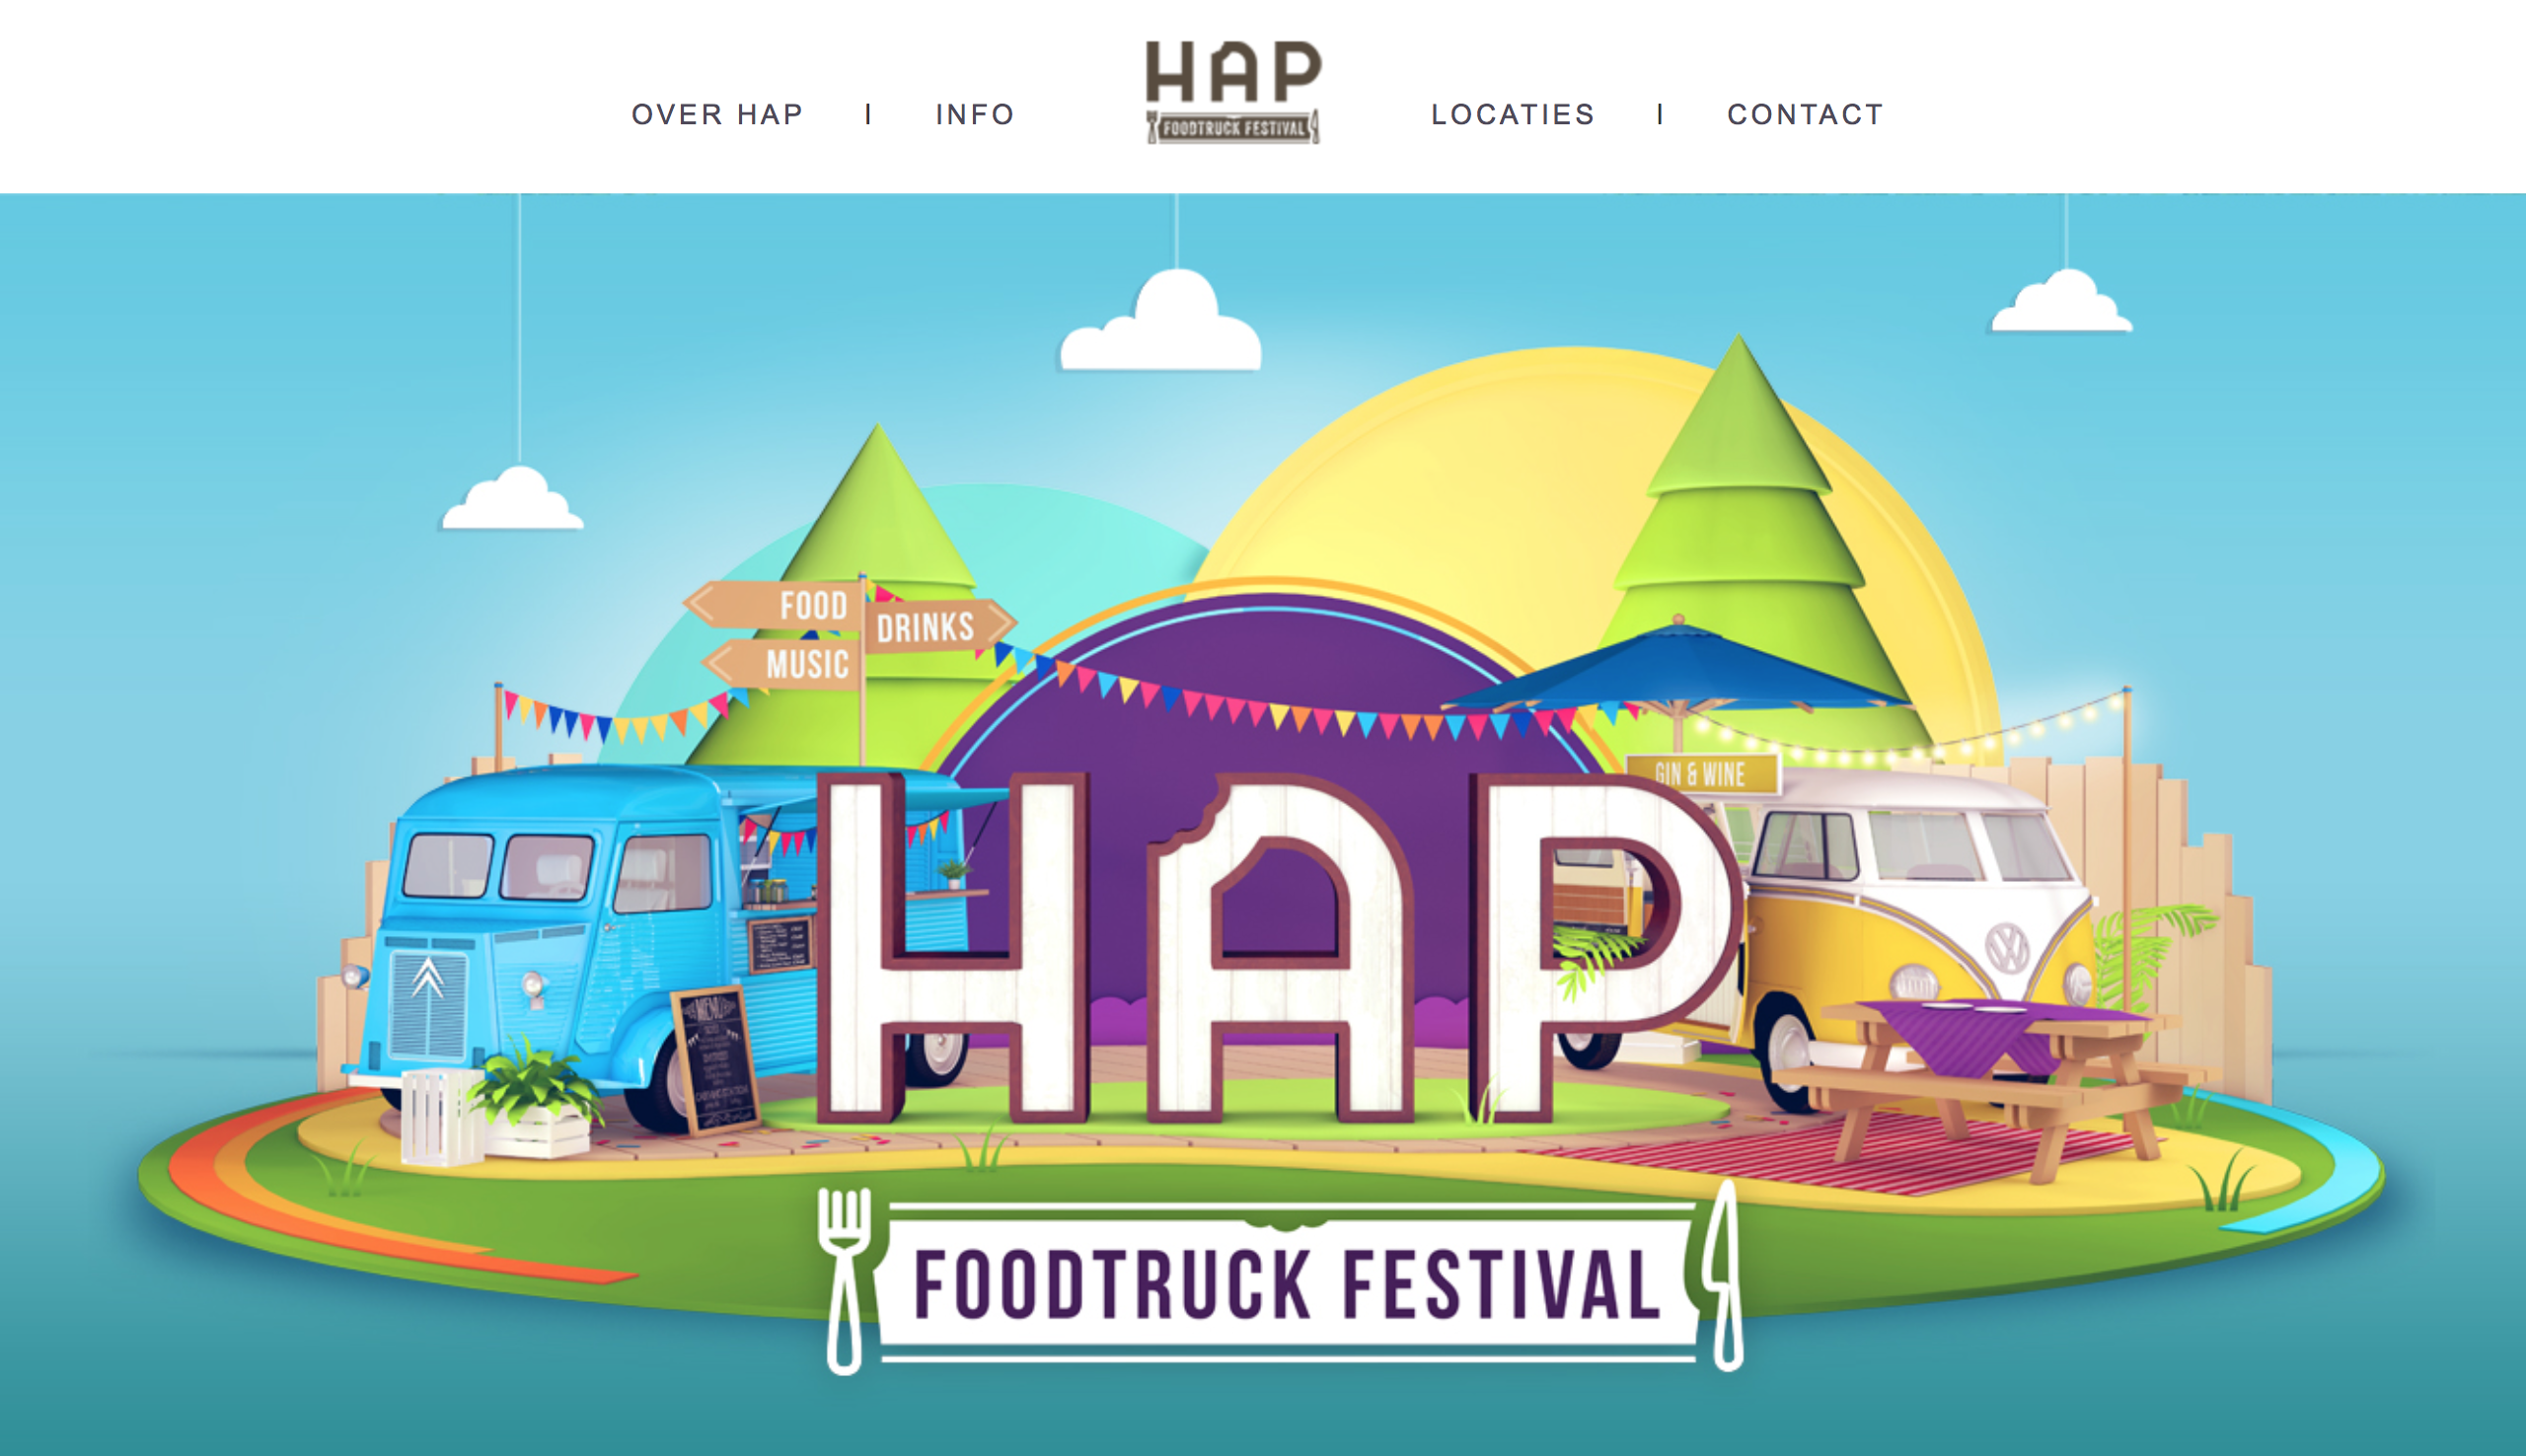 OVER HAP | INFO
HAP
FOODTRUCK FESTIVAL
LOCATIES | CONTACT
FOOD
DRINKS
MUSIC
GIN & WINE
HAP
MENU
FOODTRUCK FESTIVAL